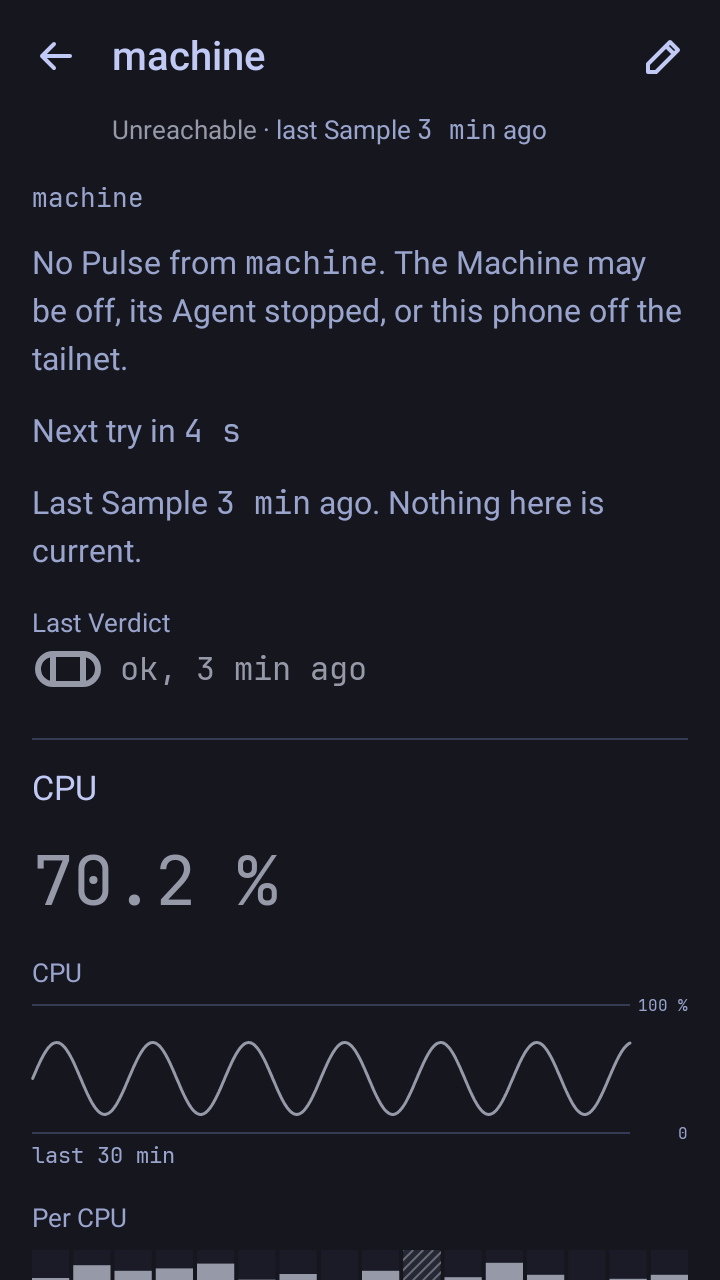 machine
Unreachable · last Sample 3 min ago
machine
No Pulse from machine. The Machine may
be off, its Agent stopped, or this phone off the
tailnet.
Next try in 4 s
Last Sample 3 min ago. Nothing here is
current.
Last Verdict
ok, 3 min ago
CPU
70.2 %
CPU
100 %
0
last 30 min
Per CPU